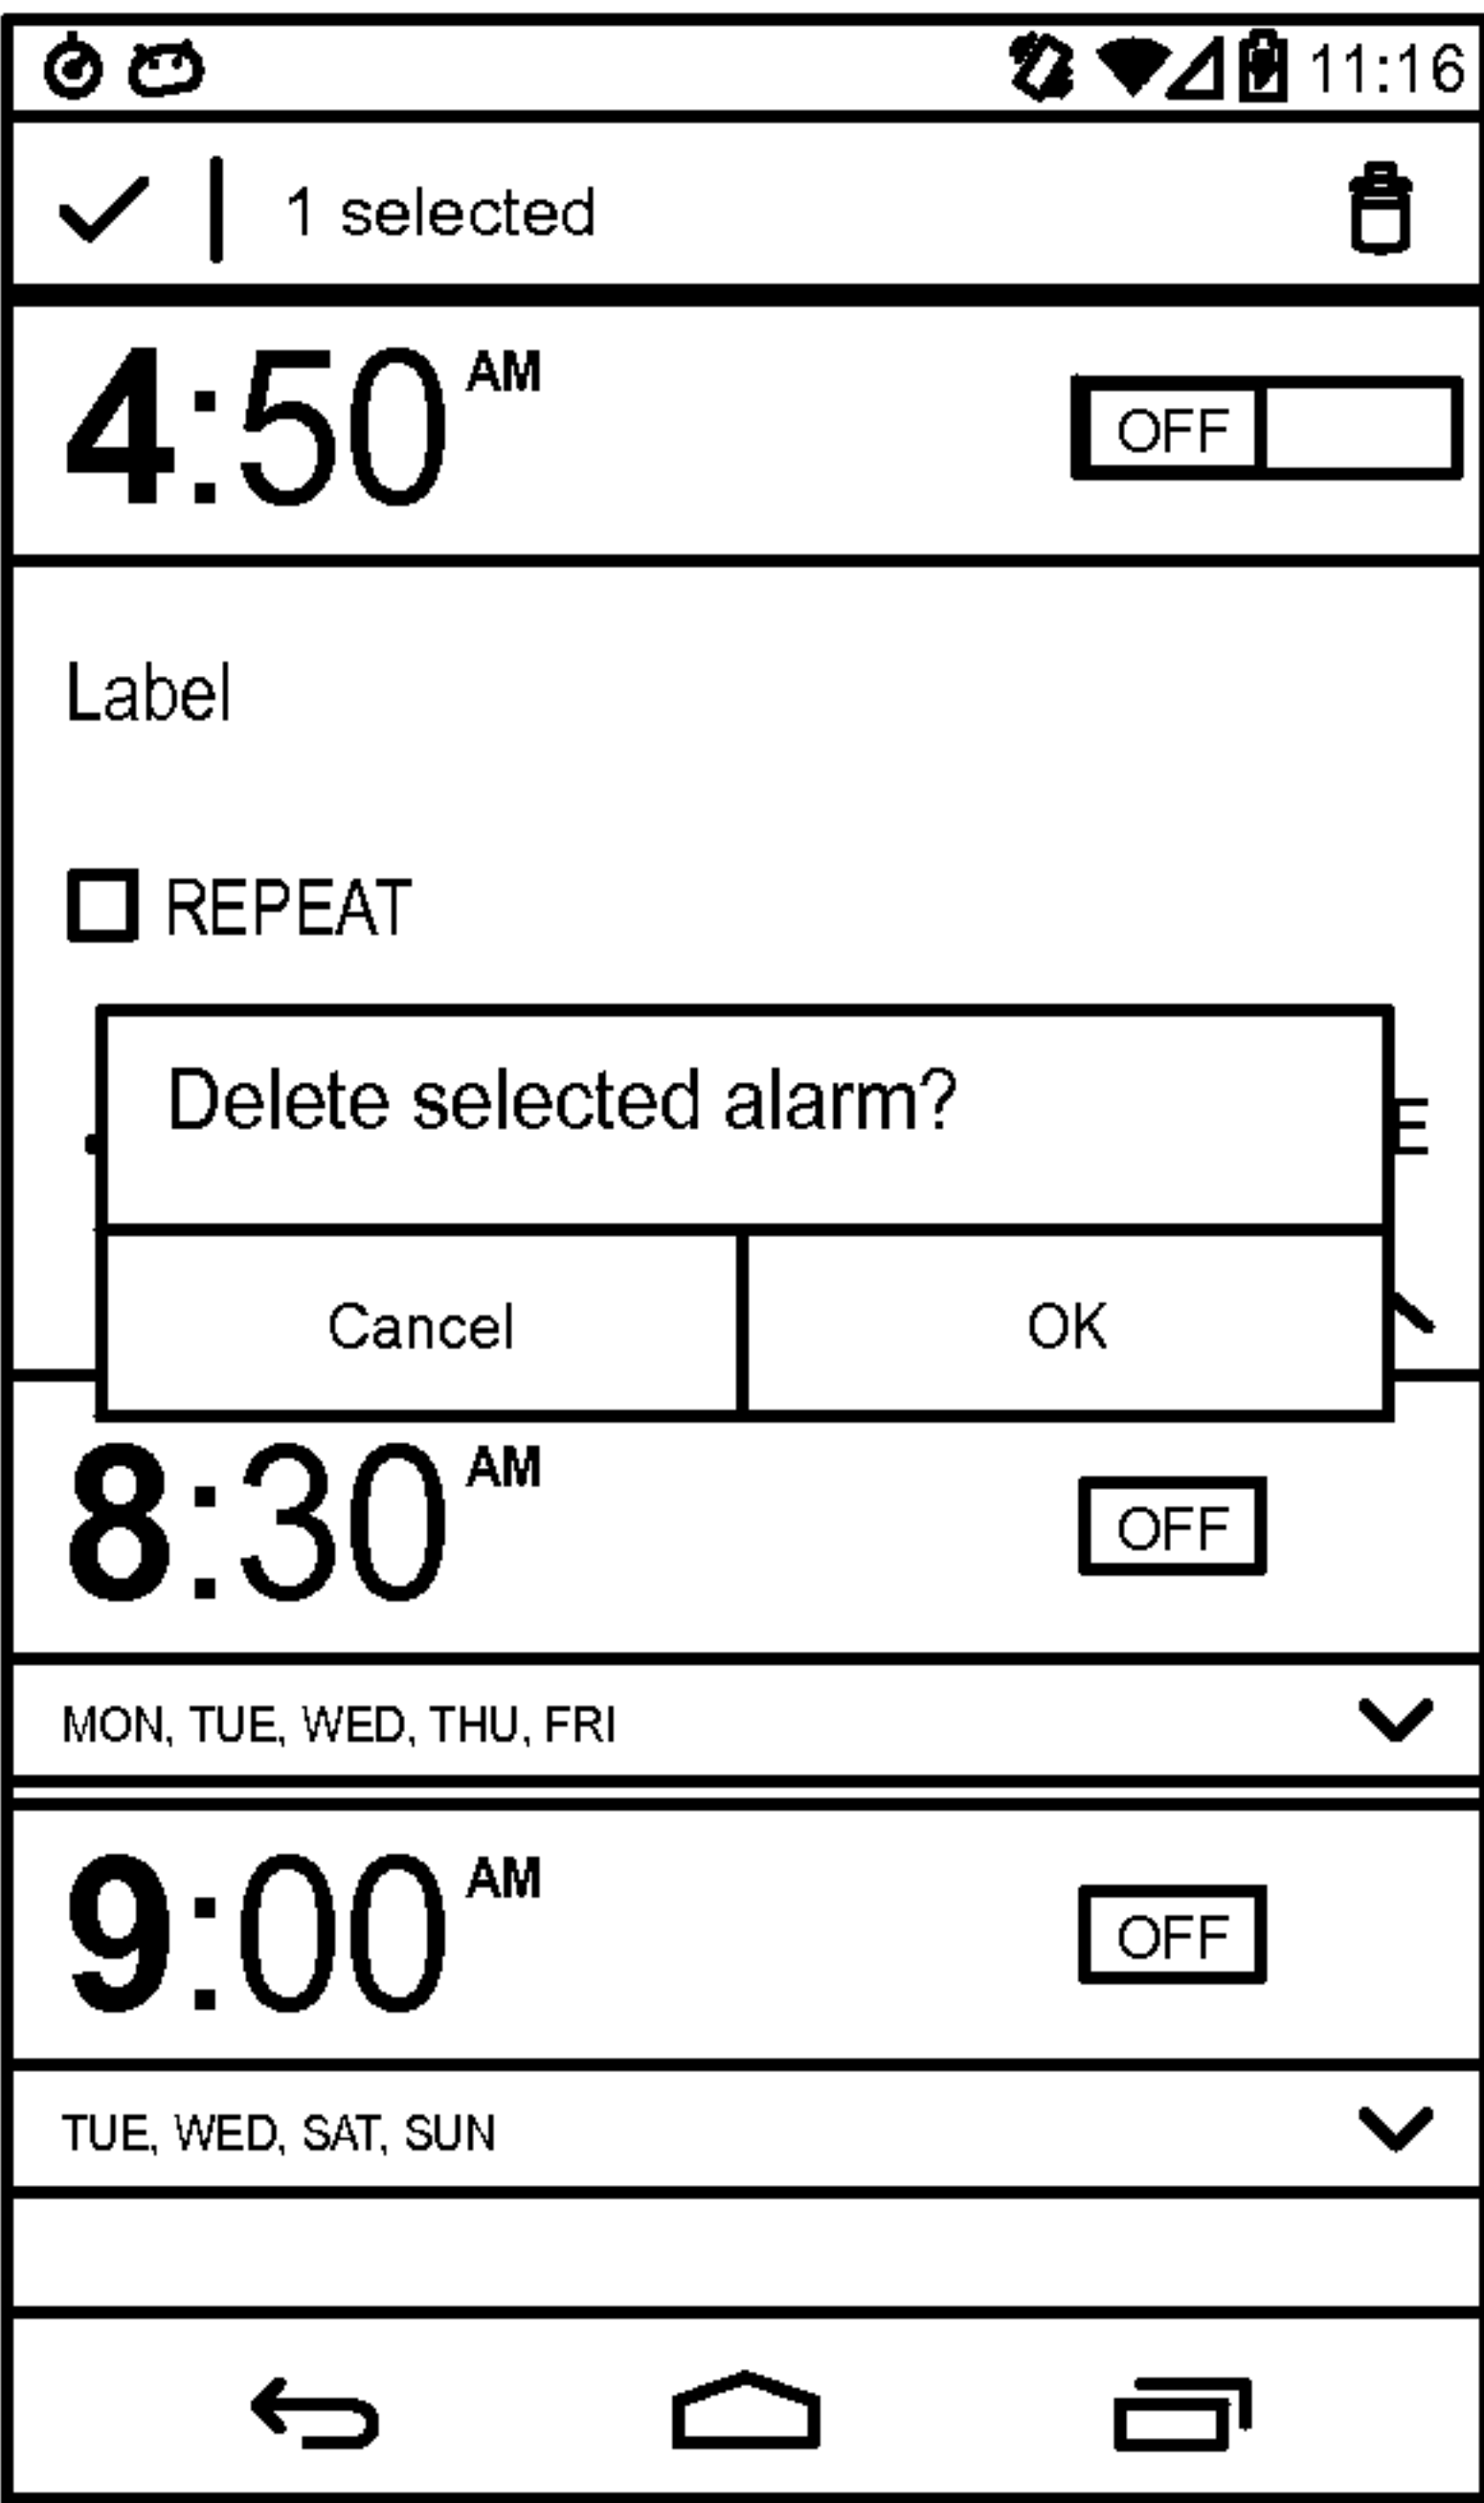 11:16
1 selected
4:50 AM
OFF
Label
REPEAT
Delete selected alarm?
E
Cancel
OK
8:30 AM
OFF
MON, TUE, WED, THU, FRI
9:00 AM
OFF
TUE, WED, SAT, SUN